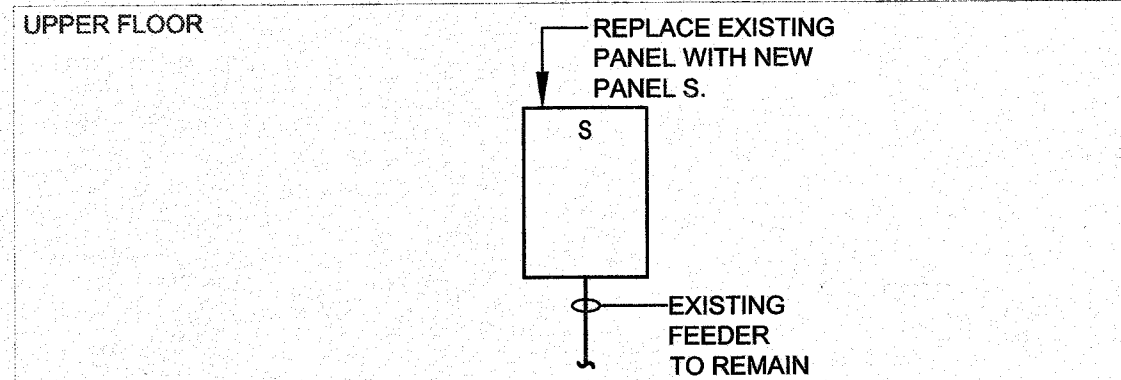 UPPER FLOOR
REPLACE EXISTING
PANEL WITH NEW
PANEL S.
S
EXISTING
FEEDER
TO REMAIN